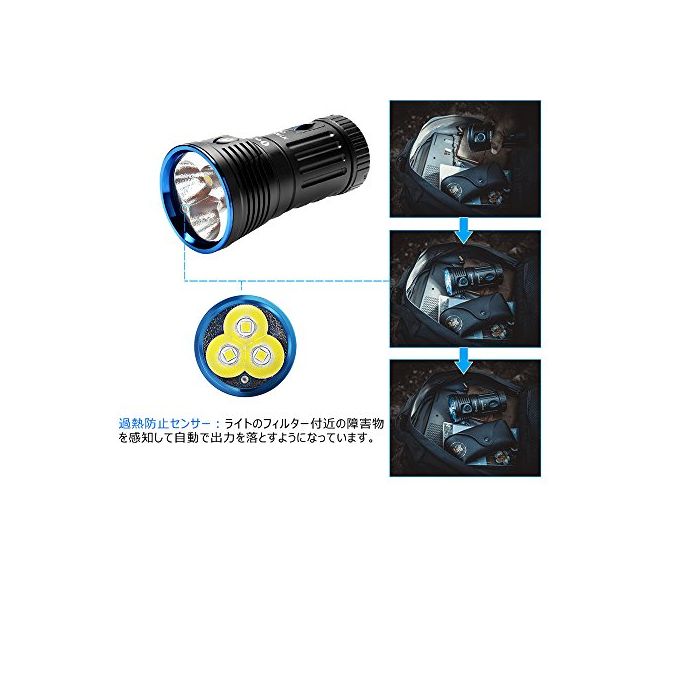 過熱防止センサー：ライトのフィルター付近の障害物
を感知して自動で出力を落とすようになっています。